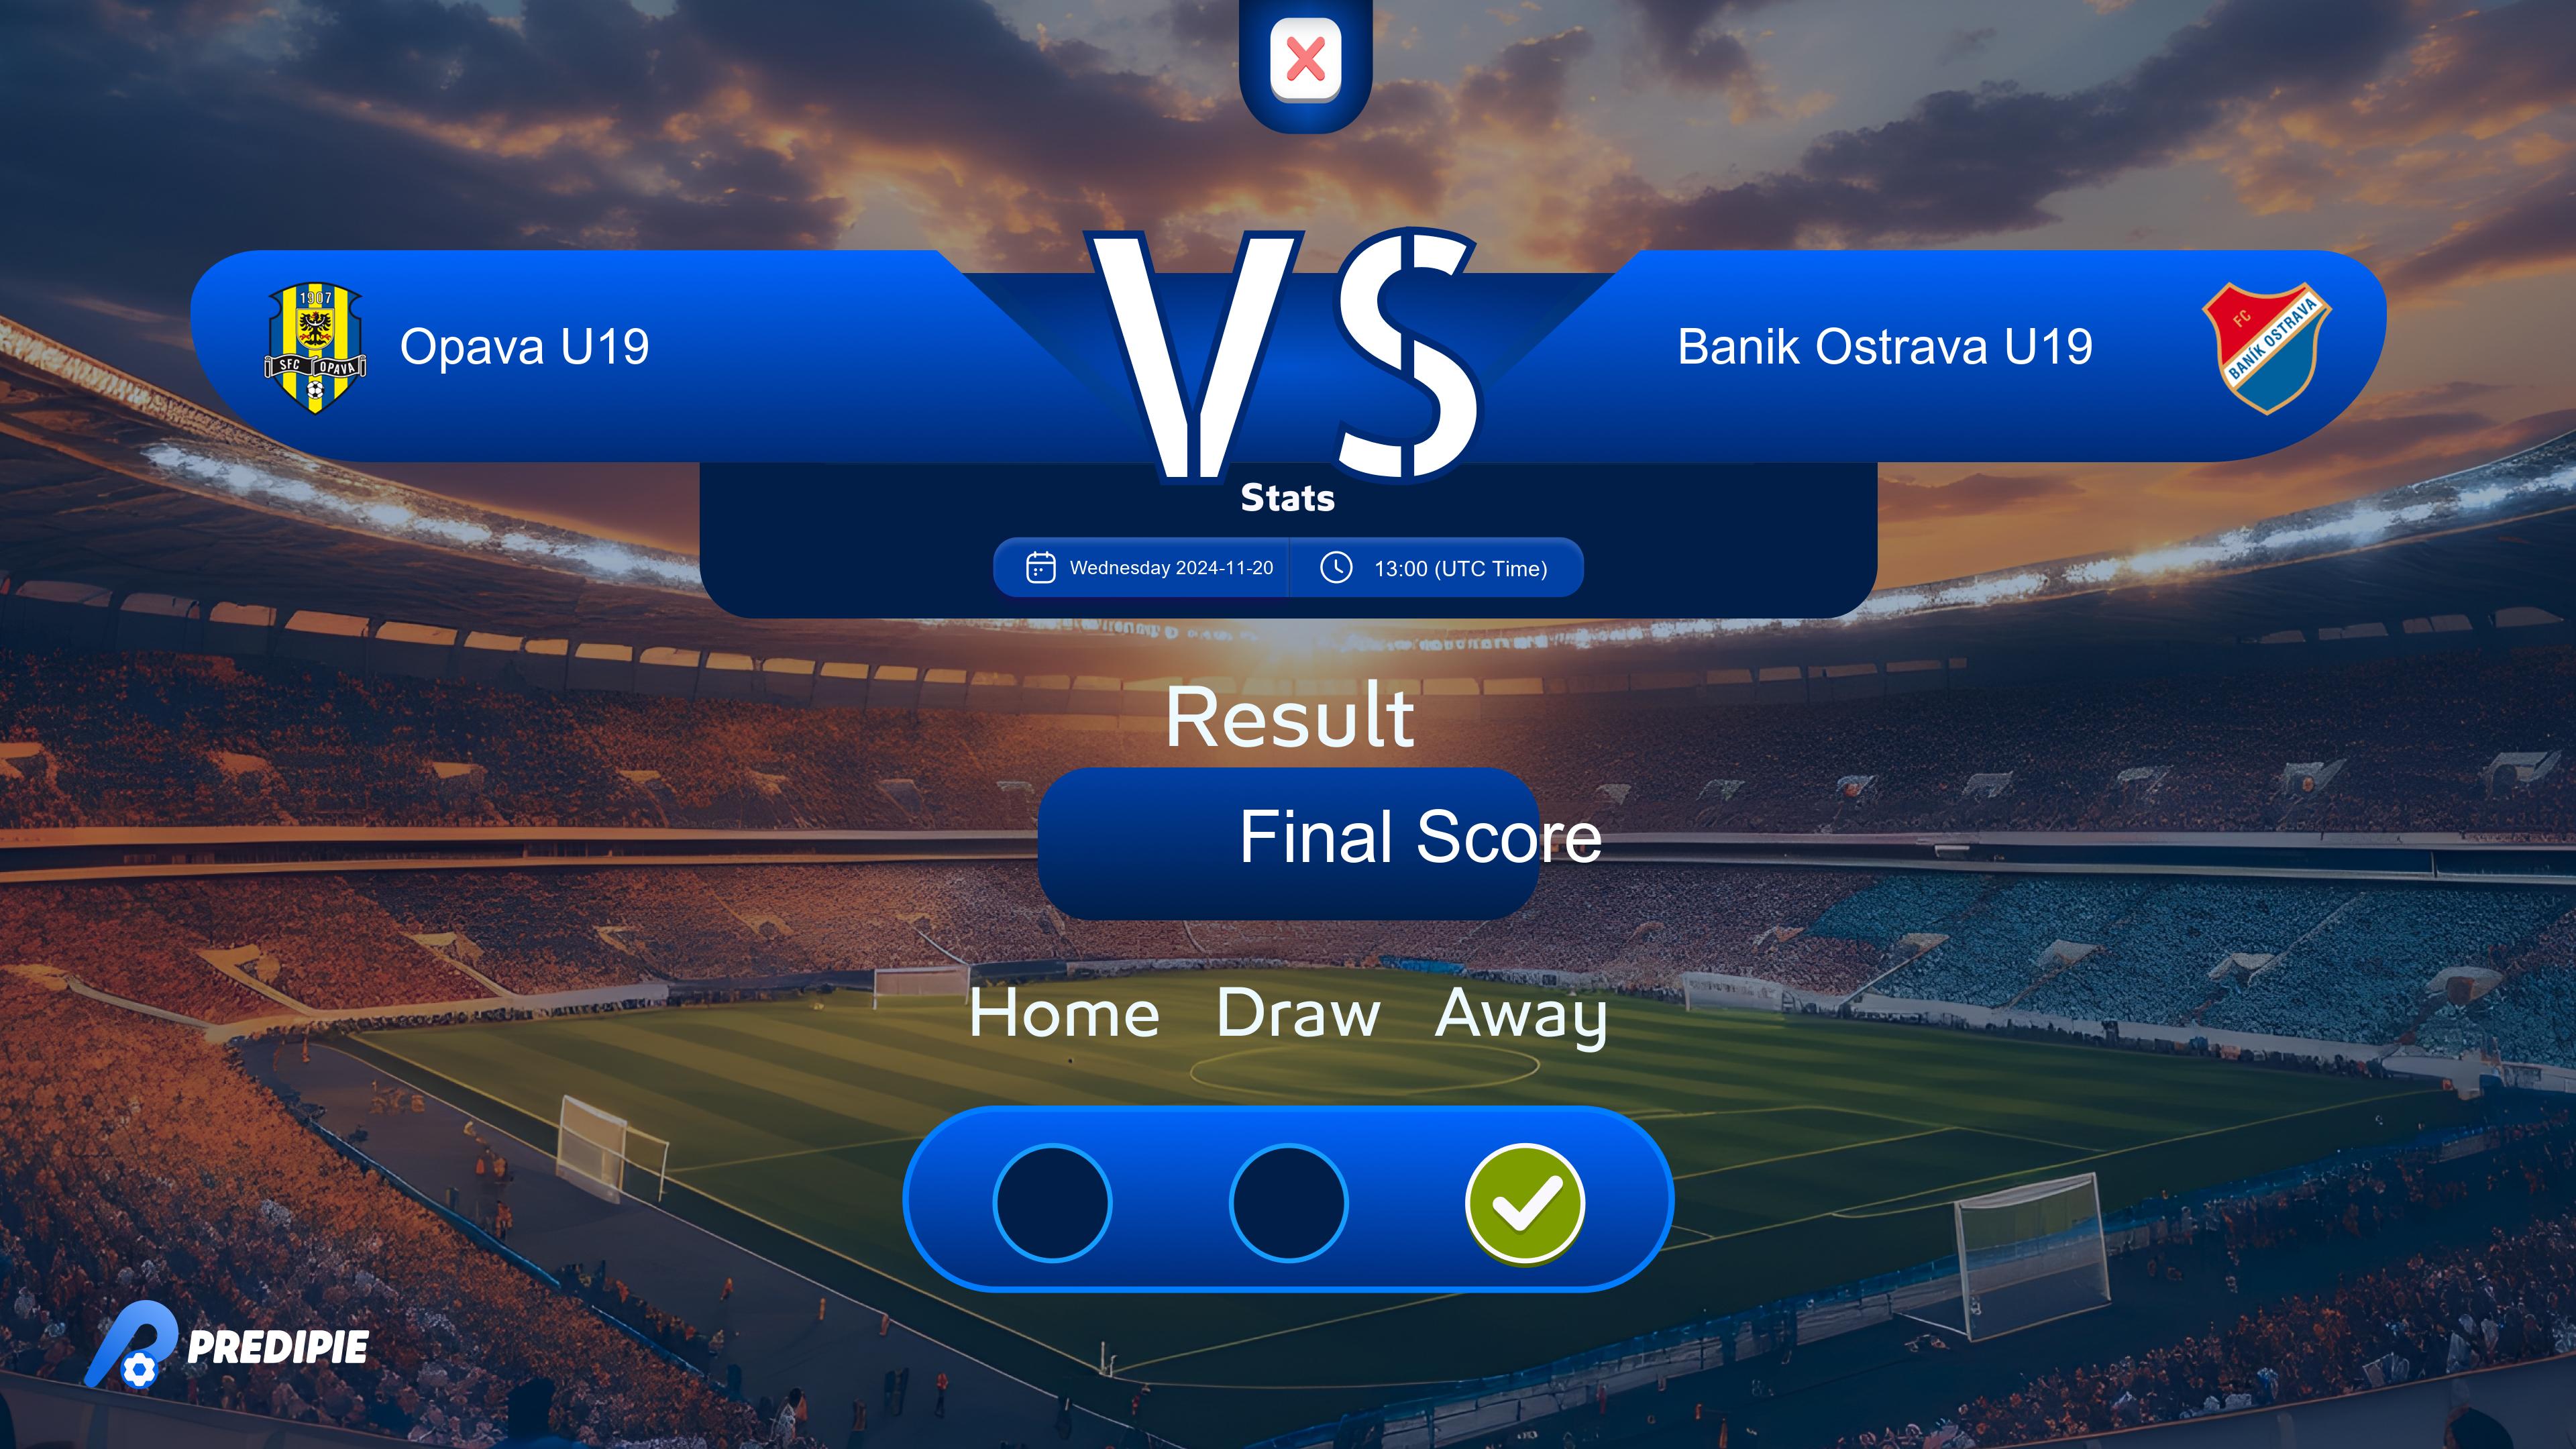 VS
1907
SFC OPAVA
Opava U19
Banik Ostrava U19
FC
BANÍK OSTRAVA
Stats
Wednesday 2024-11-20
13:00 (UTC Time)
Result
Final Score
Home Draw Away
PREDIPIE